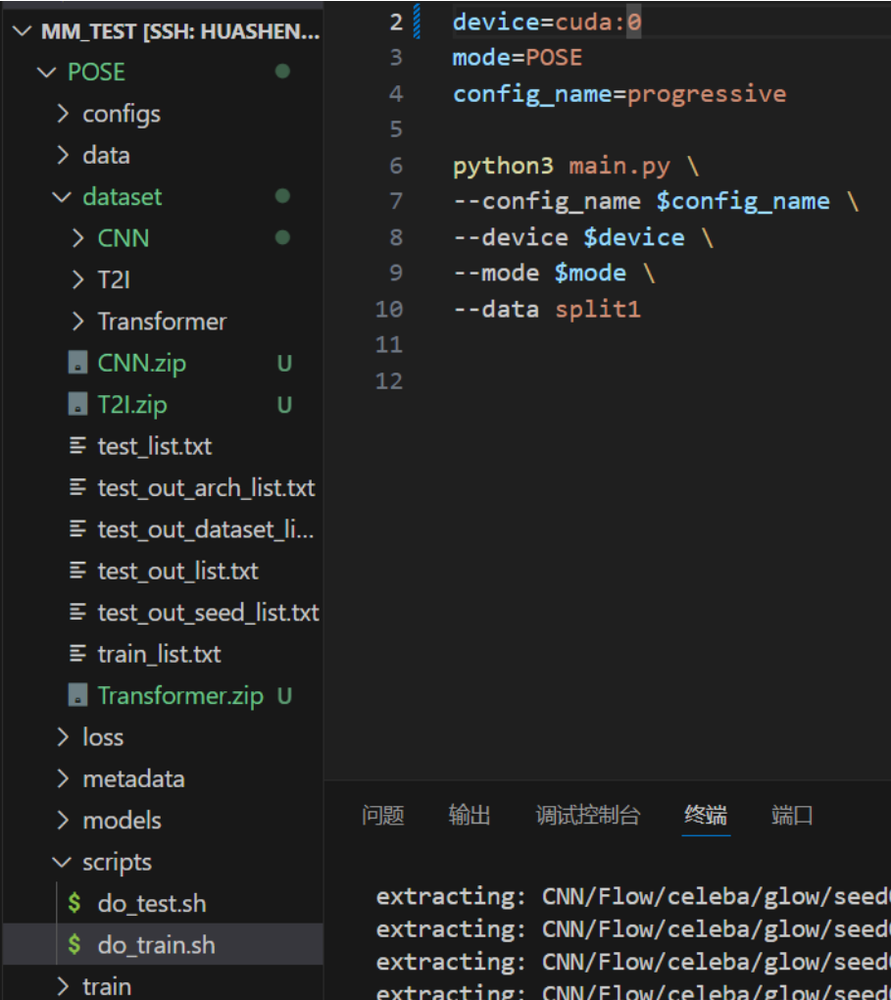 MM_TEST [SSH: HUASHEN...
POSE
configs
data
dataset
CNN
T2I
Transformer
CNN.zip U
T2I.zip U
test_list.txt
test_out_arch_list.txt
test_out_dataset_li...
test_out_list.txt
test_out_seed_list.txt
train_list.txt
Transformer.zip U
loss
metadata
models
scripts
$ do_test.sh
$ do_train.sh
train
2 device=cuda:0
3 mode=POSE
4 config_name=progressive
5
6 python3 main.py \
7 --config_name $config_name \
8 --device $device \
9 --mode $mode \
10 --data split1
11
12
问题 输出 调试控制台 终端 端口
extracting: CNN/Flow/celeba/glow/seed
extracting: CNN/Flow/celeba/glow/seed
extracting: CNN/Flow/celeba/glow/seed
extracting: CNN/Flow/celeba/glow/seed